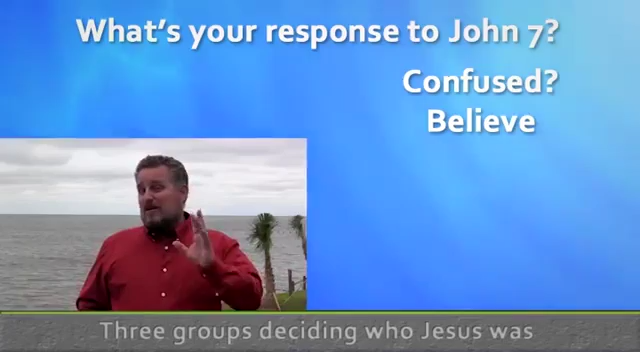 What's your response to John 7?
Confused?
Believe
Three groups deciding who Jesus was